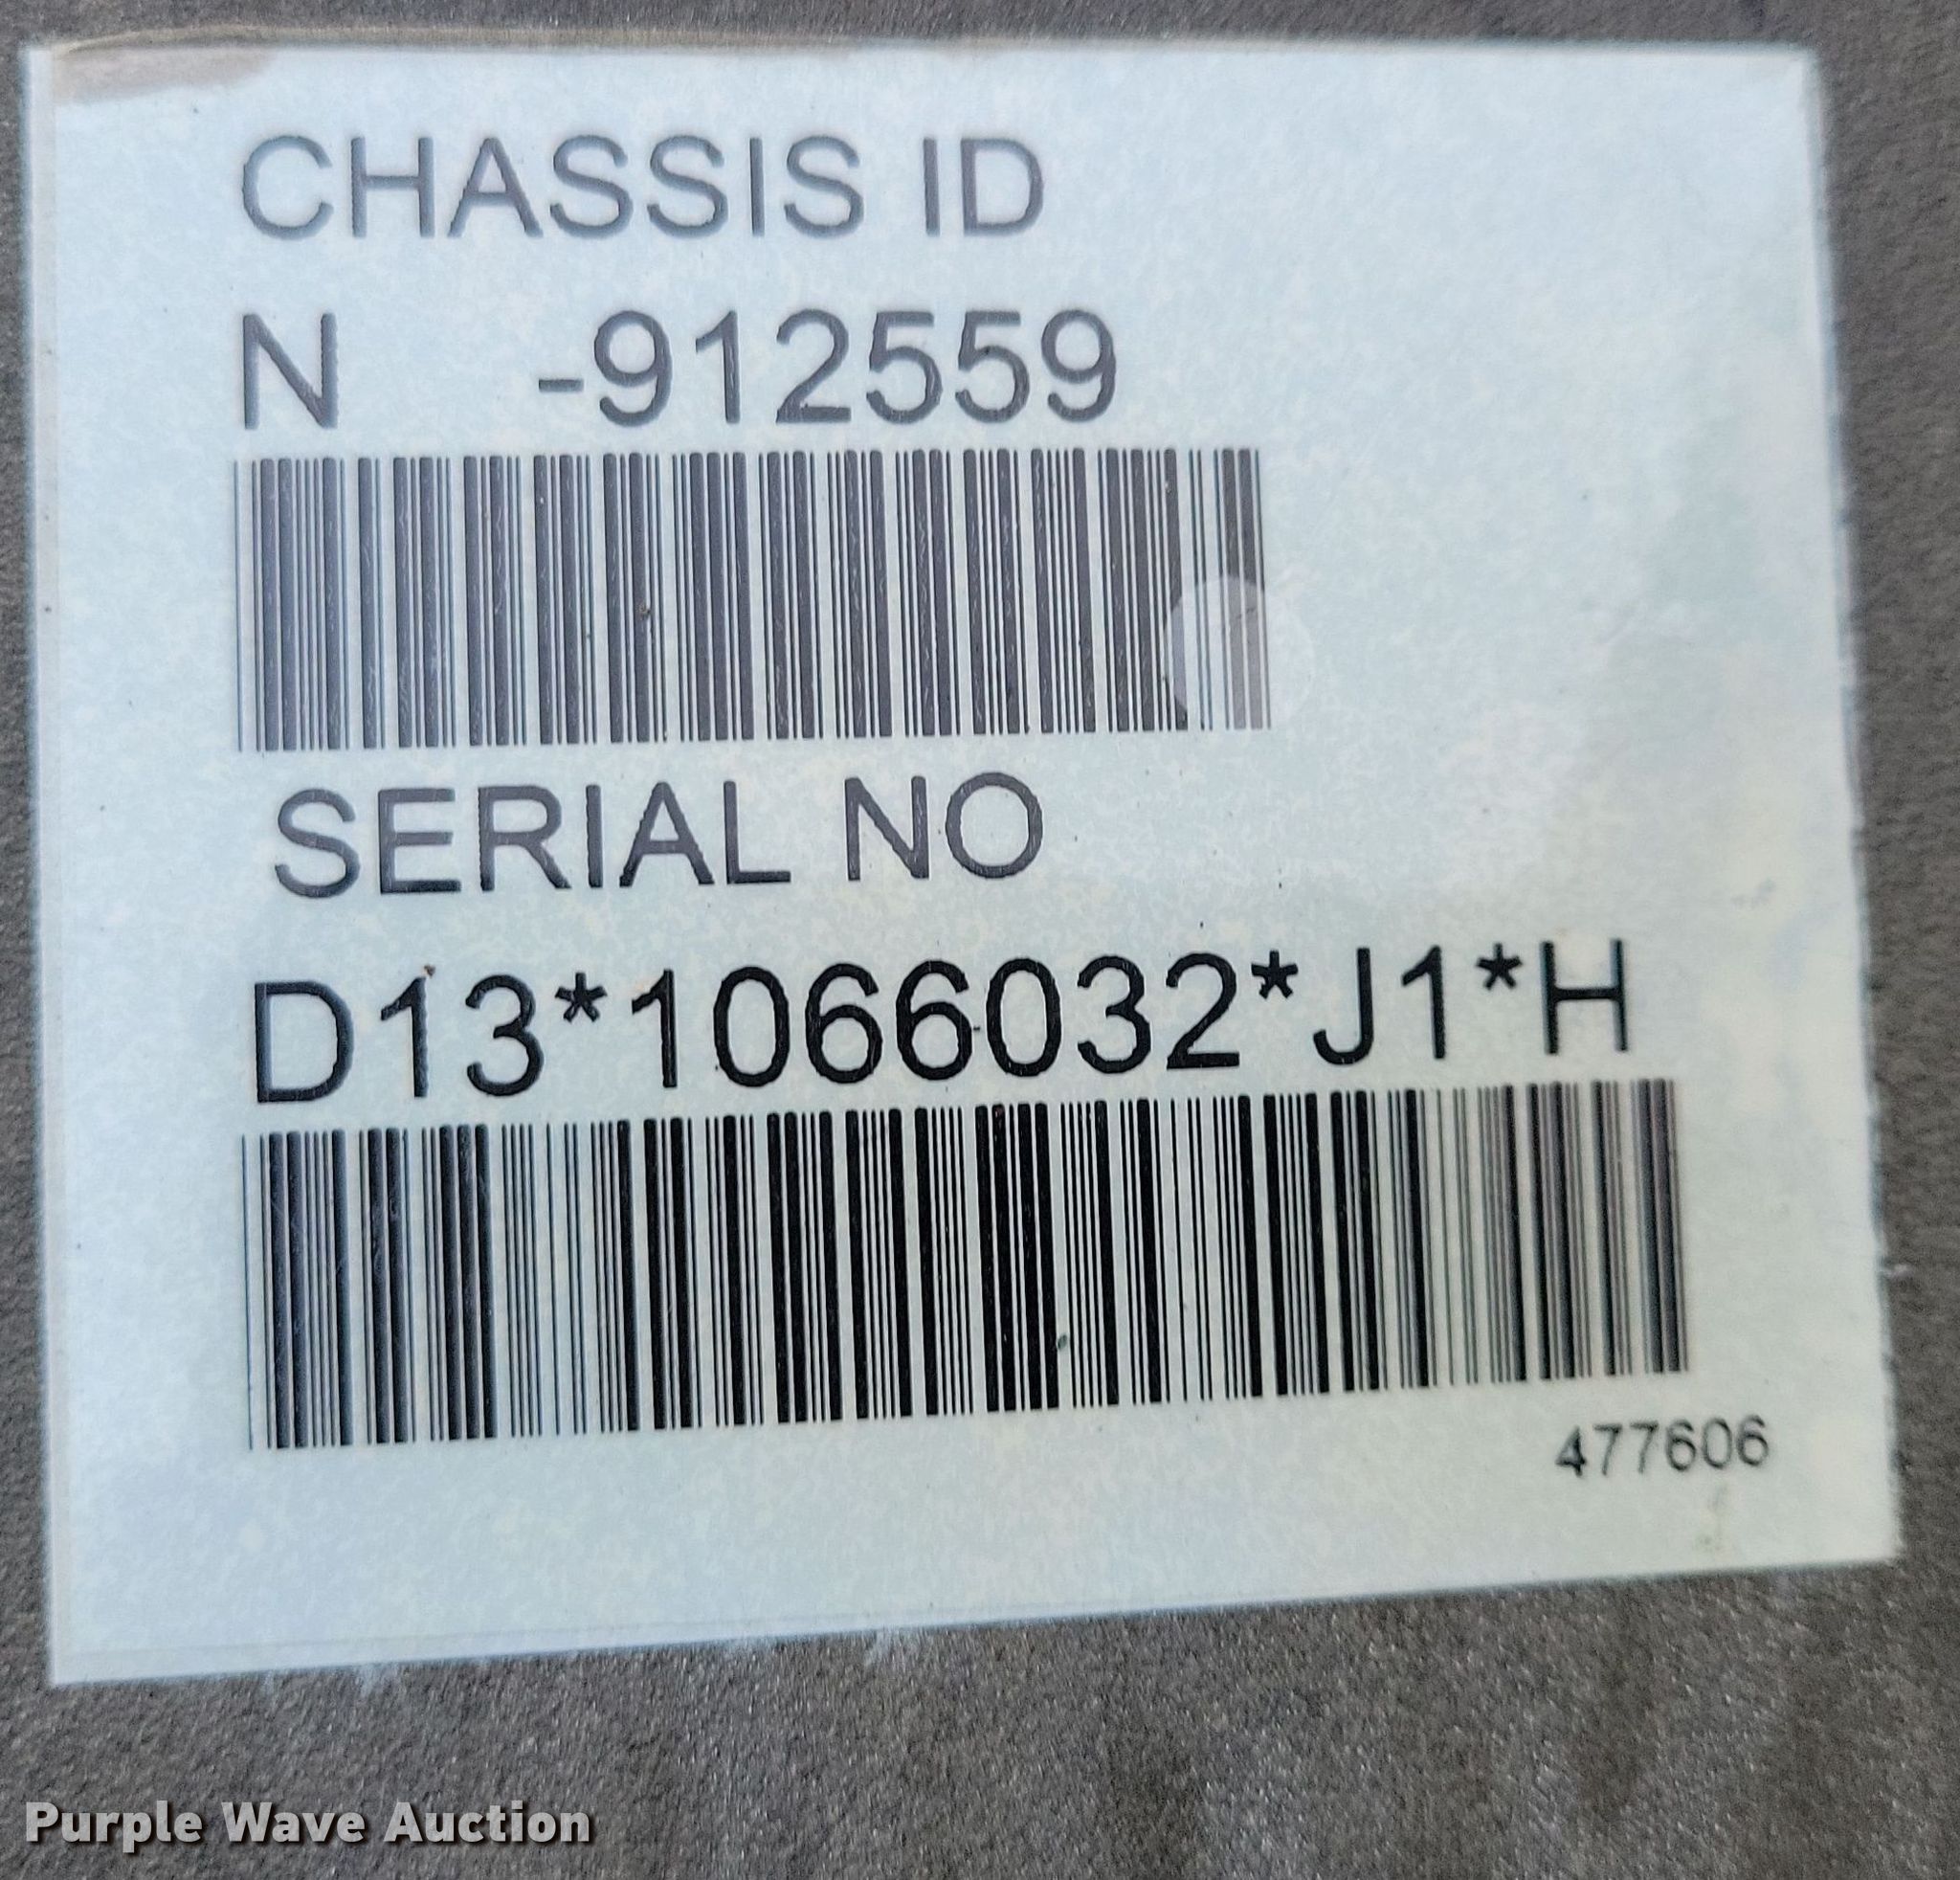 CHASSIS ID
N -912559
SERIAL NO
D13*1066032*J1*H
477606
Purple Wave Auction